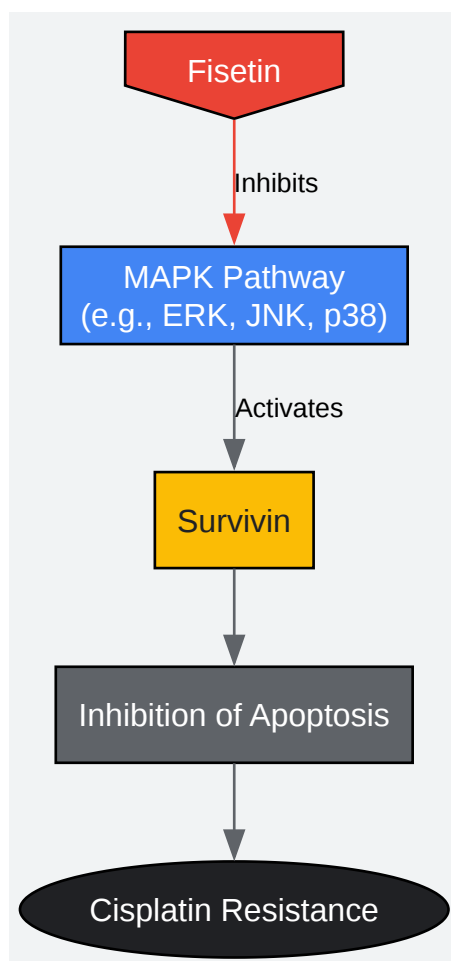 Fisetin
Inhibits
MAPK Pathway
(e.g., ERK, JNK, p38)
Activates
Survivin
Inhibition of Apoptosis
Cisplatin Resistance